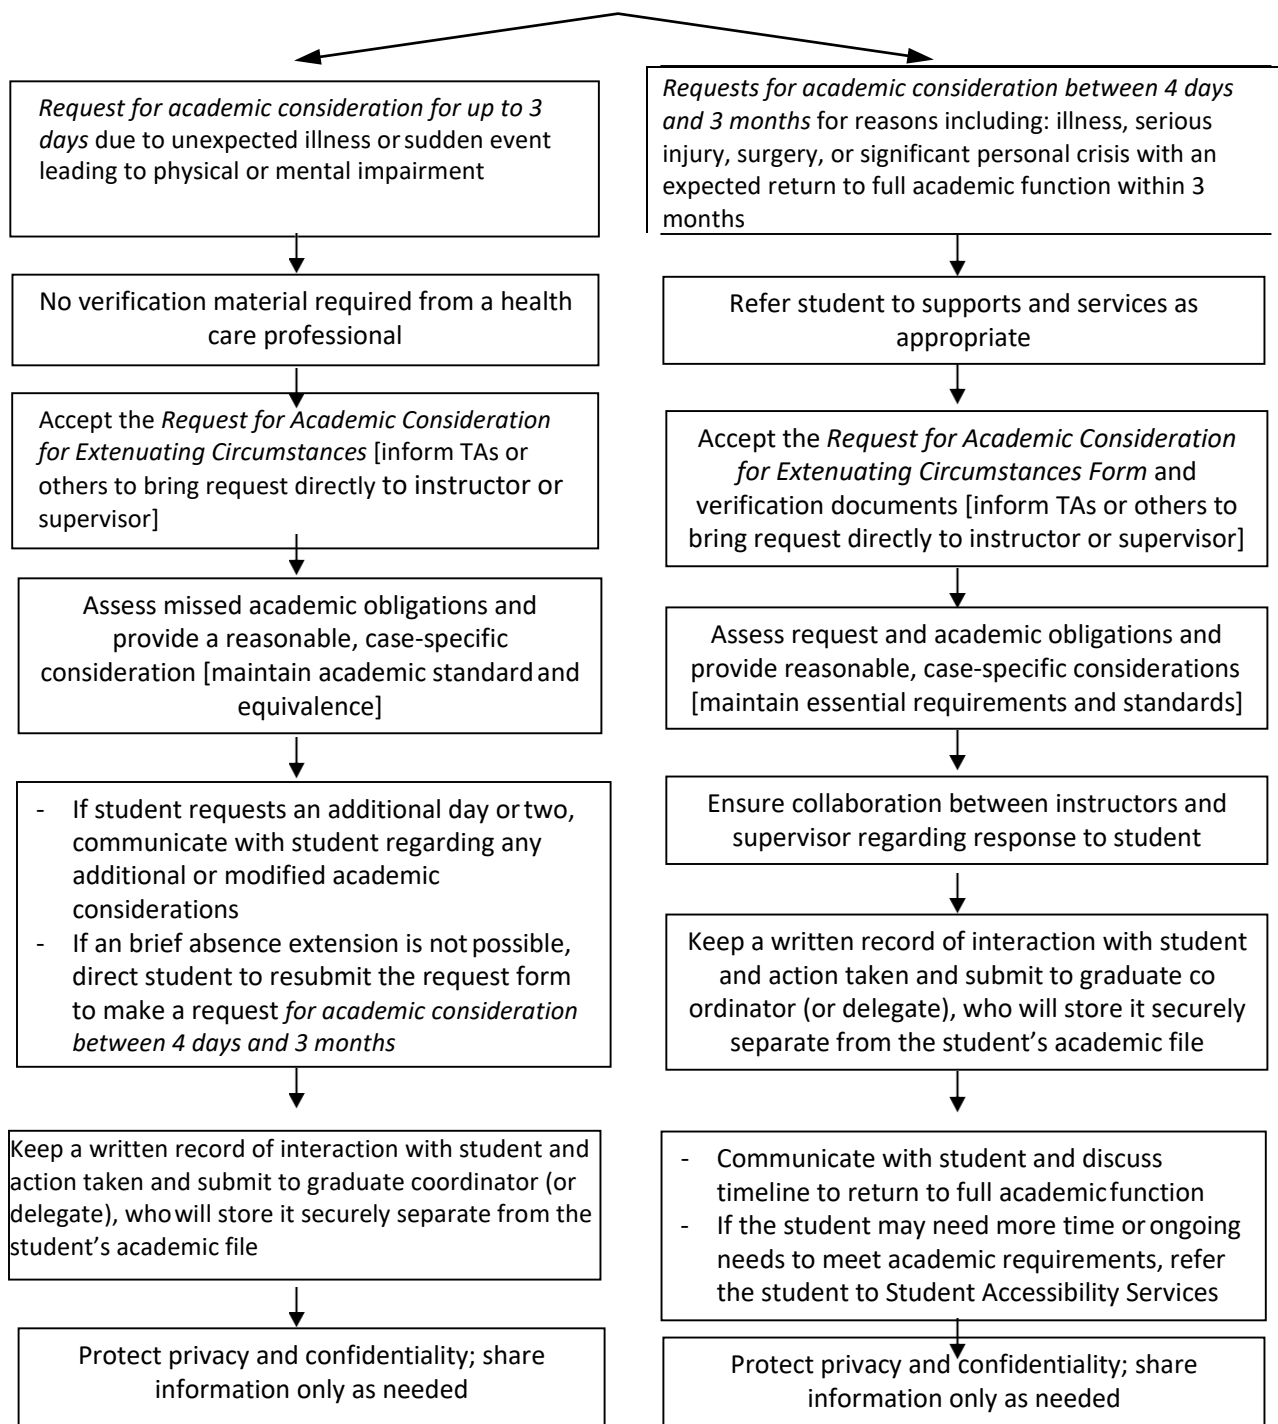 Request for academic consideration for up to 3
days due to unexpected illness or sudden event
leading to physical or mental impairment
No verification material required from a health
care professional
Accept the Request for Academic Consideration
for Extenuating Circumstances [inform TAs or
others to bring request directly to instructor or
supervisor]
Assess missed academic obligations and
provide a reasonable, case-specific
consideration [maintain academic standard and
equivalence]
- If student requests an additional day or two,
communicate with student regarding any
additional or modified academic
considerations
- If an brief absence extension is not possible,
direct student to resubmit the request form
to make a request for academic consideration
between 4 days and 3 months
Keep a written record of interaction with student and
action taken and submit to graduate coordinator (or
delegate), who will store it securely separate from the
student’s academic file
Protect privacy and confidentiality; share
information only as needed
Requests for academic consideration between 4 days
and 3 months for reasons including: illness, serious
injury, surgery, or significant personal crisis with an
expected return to full academic function within 3
months
Refer student to supports and services as
appropriate
Accept the Request for Academic Consideration
for Extenuating Circumstances Form and
verification documents [inform TAs or others to
bring request directly to instructor or supervisor]
Assess request and academic obligations and
provide reasonable, case-specific considerations
[maintain essential requirements and standards]
Ensure collaboration between instructors and
supervisor regarding response to student
Keep a written record of interaction with student
and action taken and submit to graduate co
ordinator (or delegate), who will store it securely
separate from the student’s academic file
- Communicate with student and discuss
timeline to return to full academic function
- If the student may need more time or ongoing
needs to meet academic requirements, refer
the student to Student Accessibility Services
Protect privacy and confidentiality; share
information only as needed